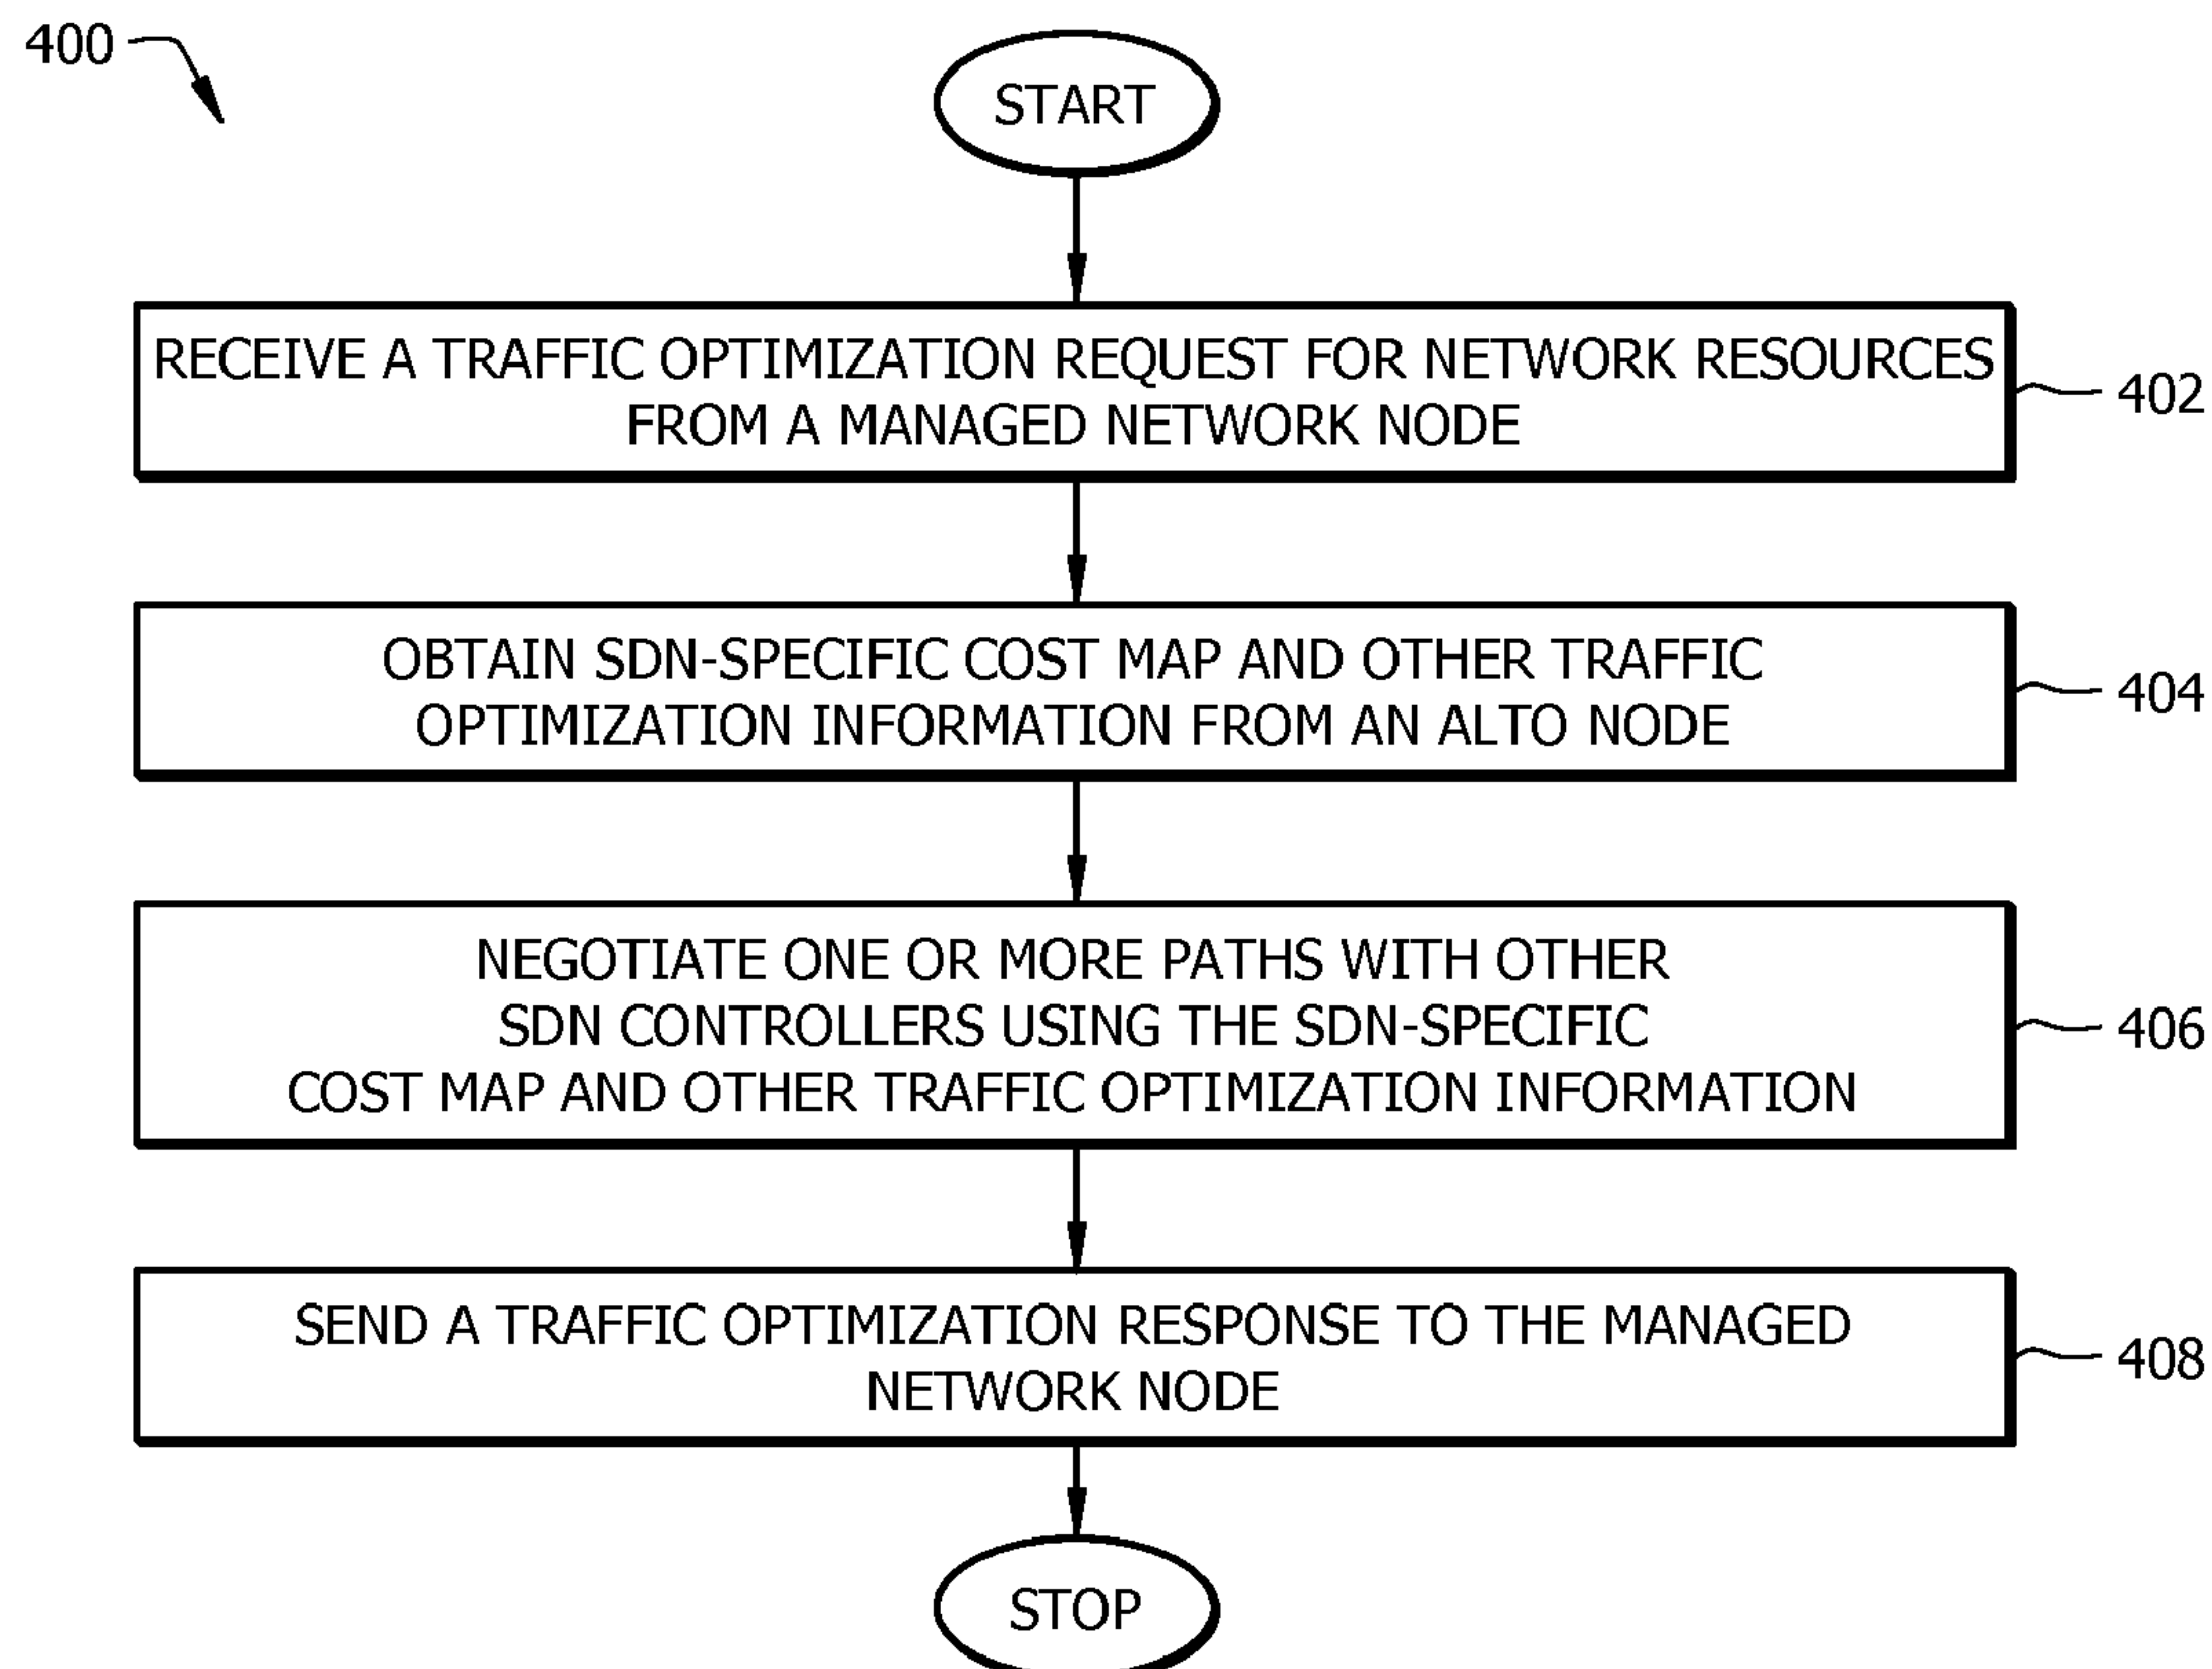 400
START
RECEIVE A TRAFFIC OPTIMIZATION REQUEST FOR NETWORK RESOURCES
FROM A MANAGED NETWORK NODE
402
OBTAIN SDN-SPECIFIC COST MAP AND OTHER TRAFFIC
OPTIMIZATION INFORMATION FROM AN ALTO NODE
404
NEGOTIATE ONE OR MORE PATHS WITH OTHER
SDN CONTROLLERS USING THE SDN-SPECIFIC
COST MAP AND OTHER TRAFFIC OPTIMIZATION INFORMATION
406
SEND A TRAFFIC OPTIMIZATION RESPONSE TO THE MANAGED
NETWORK NODE
408
STOP